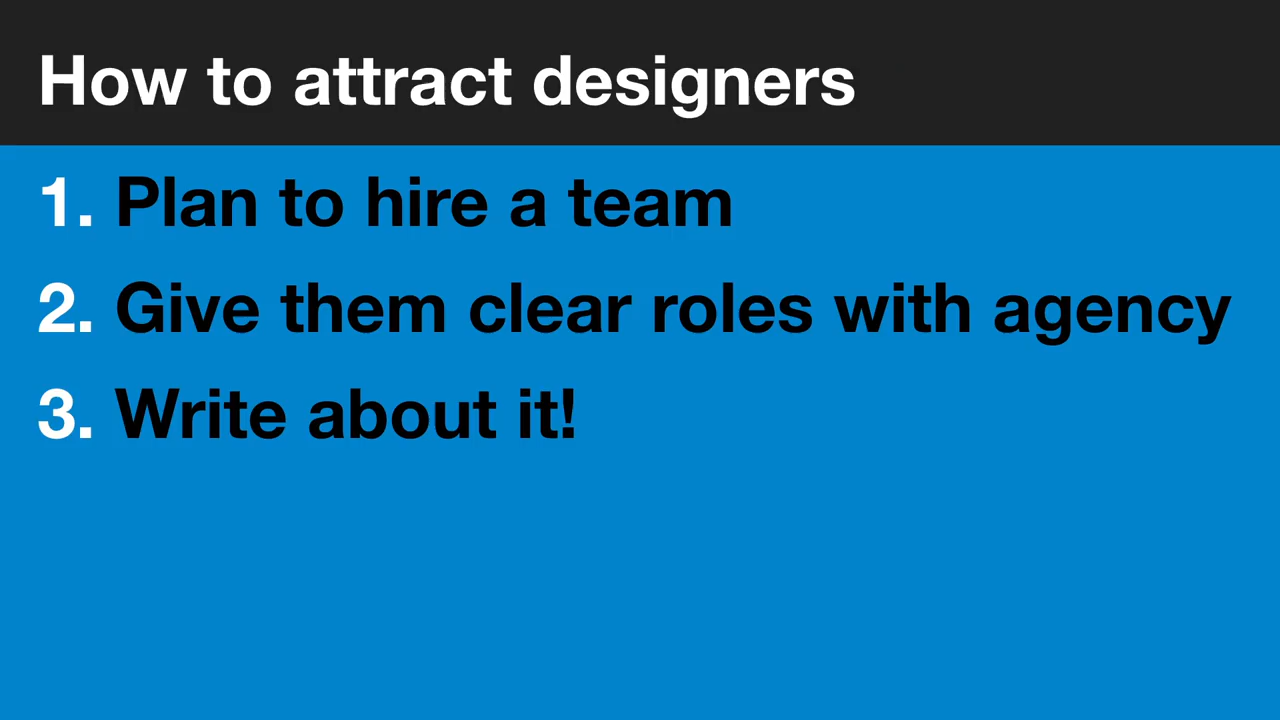 How to attract designers
1. Plan to hire a team
2. Give them clear roles with agency
3. Write about it!